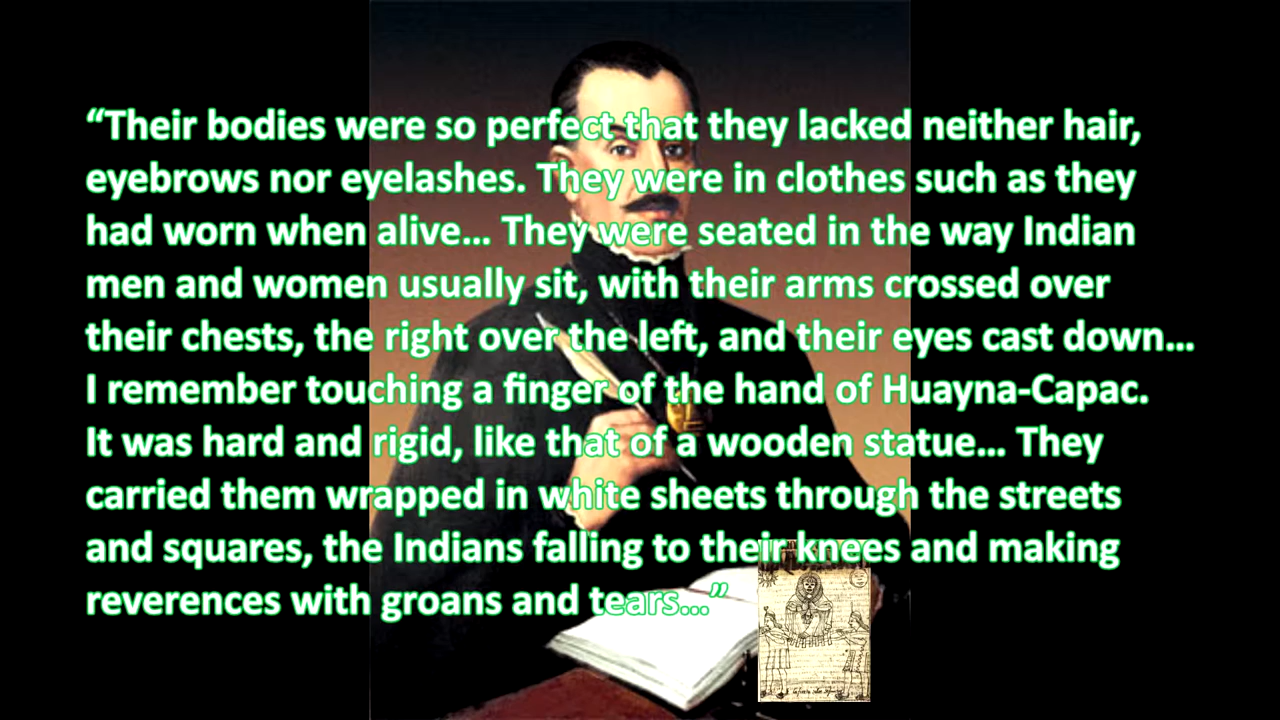 “Their bodies were so perfect that they lacked neither hair,
eyebrows nor eyelashes. They were in clothes such as they
had worn when alive... They were seated in the way Indian
men and women usually sit, with their arms crossed over
their chests, the right over the left, and their eyes cast down...
I remember touching a finger of the hand of Huayna-Capac.
It was hard and rigid, like that of a wooden statue... They
carried them wrapped in white sheets through the streets
and squares, the Indians falling to their knees and making
reverences with groans and tears...”